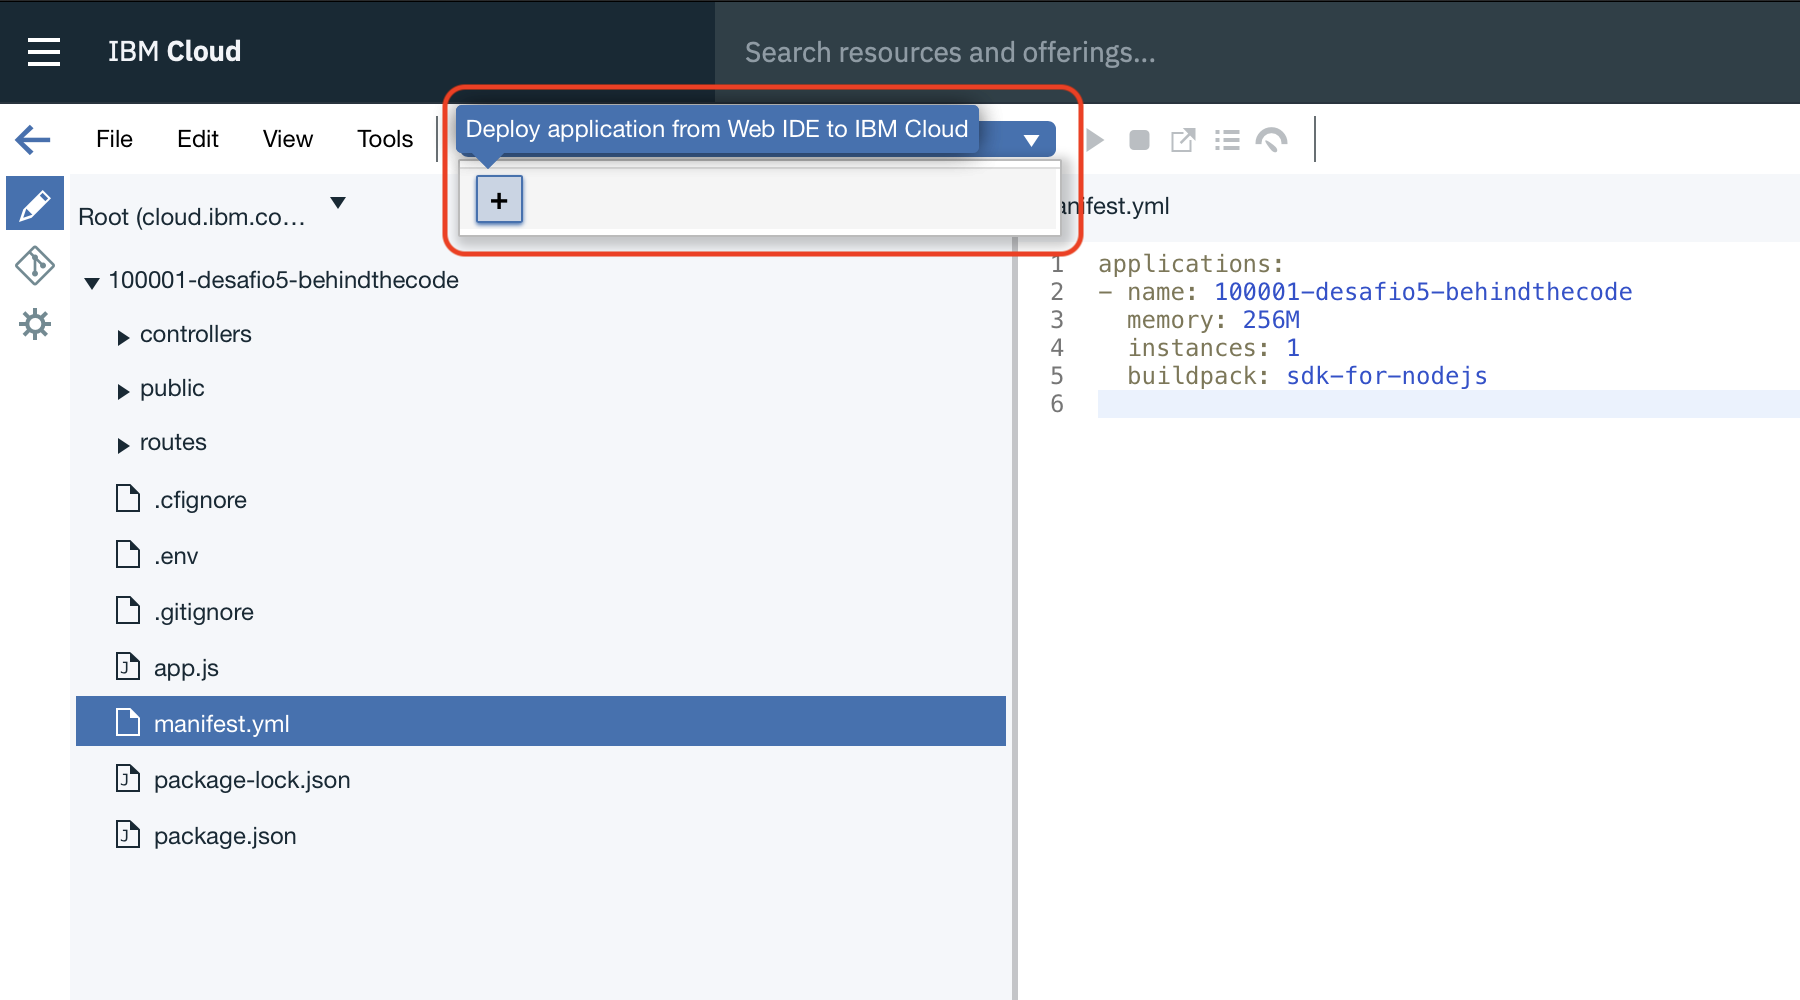 IBM Cloud
Search resources and offerings...
File Edit View Tools
Deploy application from Web IDE to IBM Cloud
+
Root (cloud.ibm.co...
100001-desafio5-behindthecode
controllers
public
routes
.cfignore
.env
.gitignore
app.js
manifest.yml
package-lock.json
package.json
anifest.yml
1 applications:
2 - name: 100001-desafio5-behindthecode
3 memory: 256M
4 instances: 1
5 buildpack: sdk-for-nodejs
6